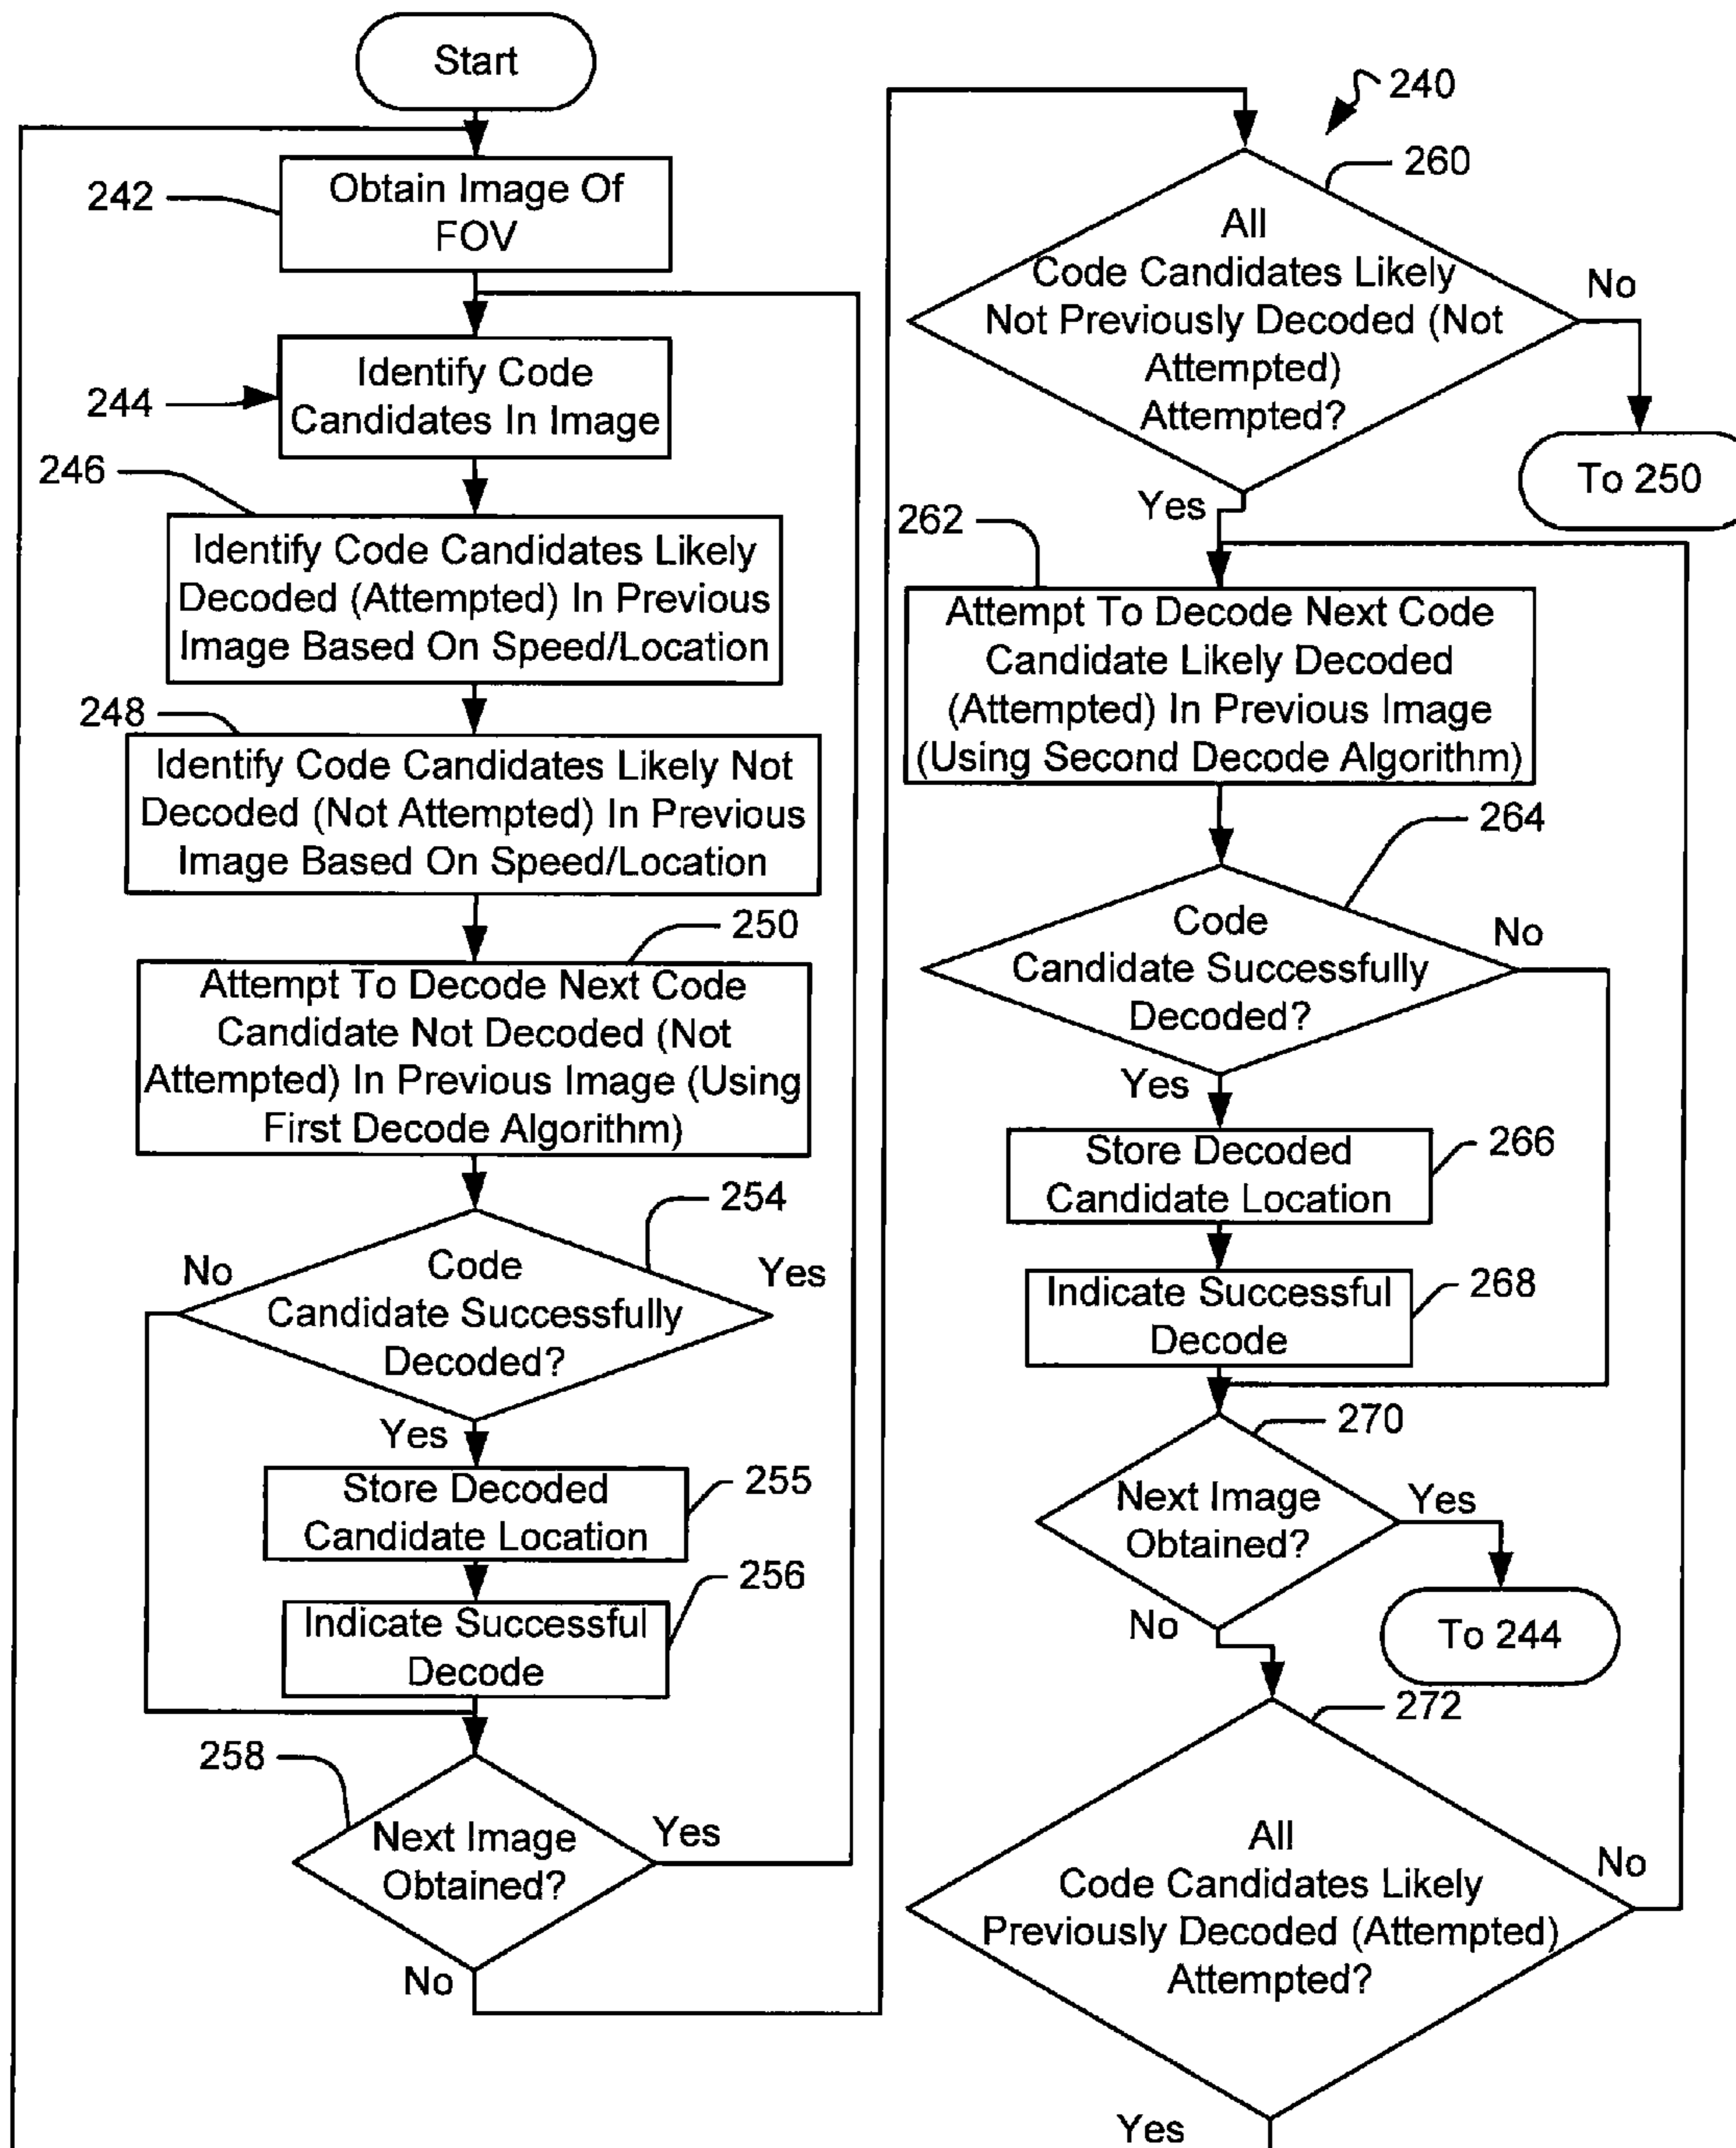 Start
242
Obtain Image Of
FOV
244
Identify Code
Candidates In Image
246
Identify Code Candidates Likely
Decoded (Attempted) In Previous
Image Based On Speed/Location
248
Identify Code Candidates Likely Not
Decoded (Not Attempted) In Previous
Image Based On Speed/Location
250
Attempt To Decode Next Code
Candidate Not Decoded (Not
Attempted) In Previous Image (Using
First Decode Algorithm)
254
No
Code
Candidate Successfully
Decoded?
Yes
Yes
255
Store Decoded
Candidate Location
256
Indicate Successful
Decode
258
Next Image
Obtained?
Yes
No
240
260
All
Code Candidates Likely
Not Previously Decoded (Not
Attempted)
Attempted?
No
To 250
Yes
262
Attempt To Decode Next Code
Candidate Likely Decoded
(Attempted) In Previous Image
(Using Second Decode Algorithm)
264
Code
Candidate Successfully
Decoded?
No
Yes
266
Store Decoded
Candidate Location
268
Indicate Successful
Decode
270
Next Image
Obtained?
Yes
To 244
No
272
All
Code Candidates Likely
Previously Decoded (Attempted)
Attempted?
No
Yes